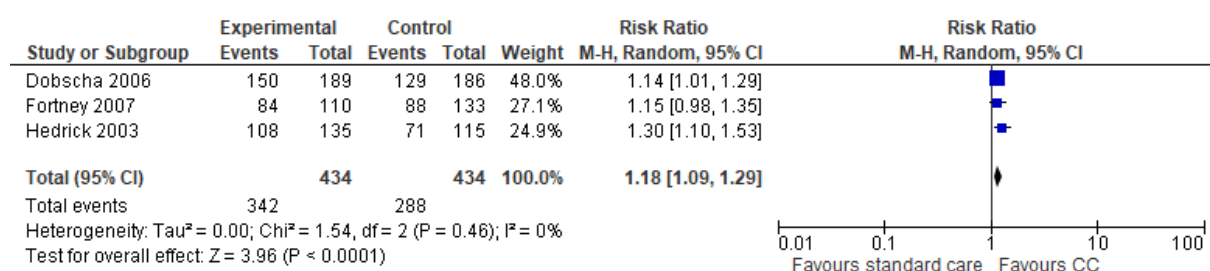 Experimental Control Risk Ratio Risk Ratio
Study or Subgroup Events Total Events Total Weight M-H, Random, 95% CI M-H, Random, 95% CI
Dobscha 2006 150 189 129 186 48.0% 1.14 [1.01, 1.29]
Fortney 2007 84 110 88 133 27.1% 1.15 [0.98, 1.35]
Hedrick 2003 108 135 71 115 24.9% 1.30 [1.10, 1.53]
Total (95% CI) 434 434 100.0% 1.18 [1.09, 1.29]
Total events 342 288
Heterogeneity: Tau² = 0.00; Chi² = 1.54, df = 2 (P = 0.46); I² = 0%
Test for overall effect: Z = 3.96 (P < 0.0001)
0.01 0.1 1 10 100
Favours standard care Favours CC